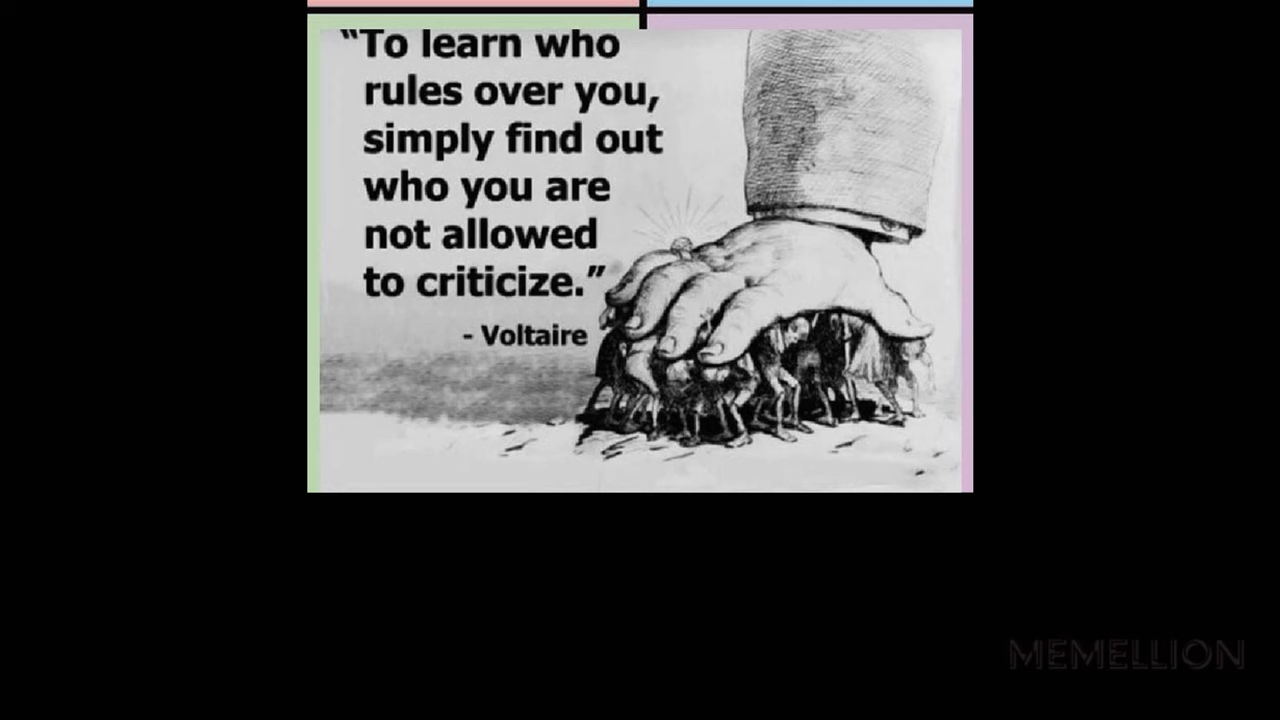 “To learn who
rules over you,
simply find out
who you are
not allowed
to criticize.”
- Voltaire
MEMELLION